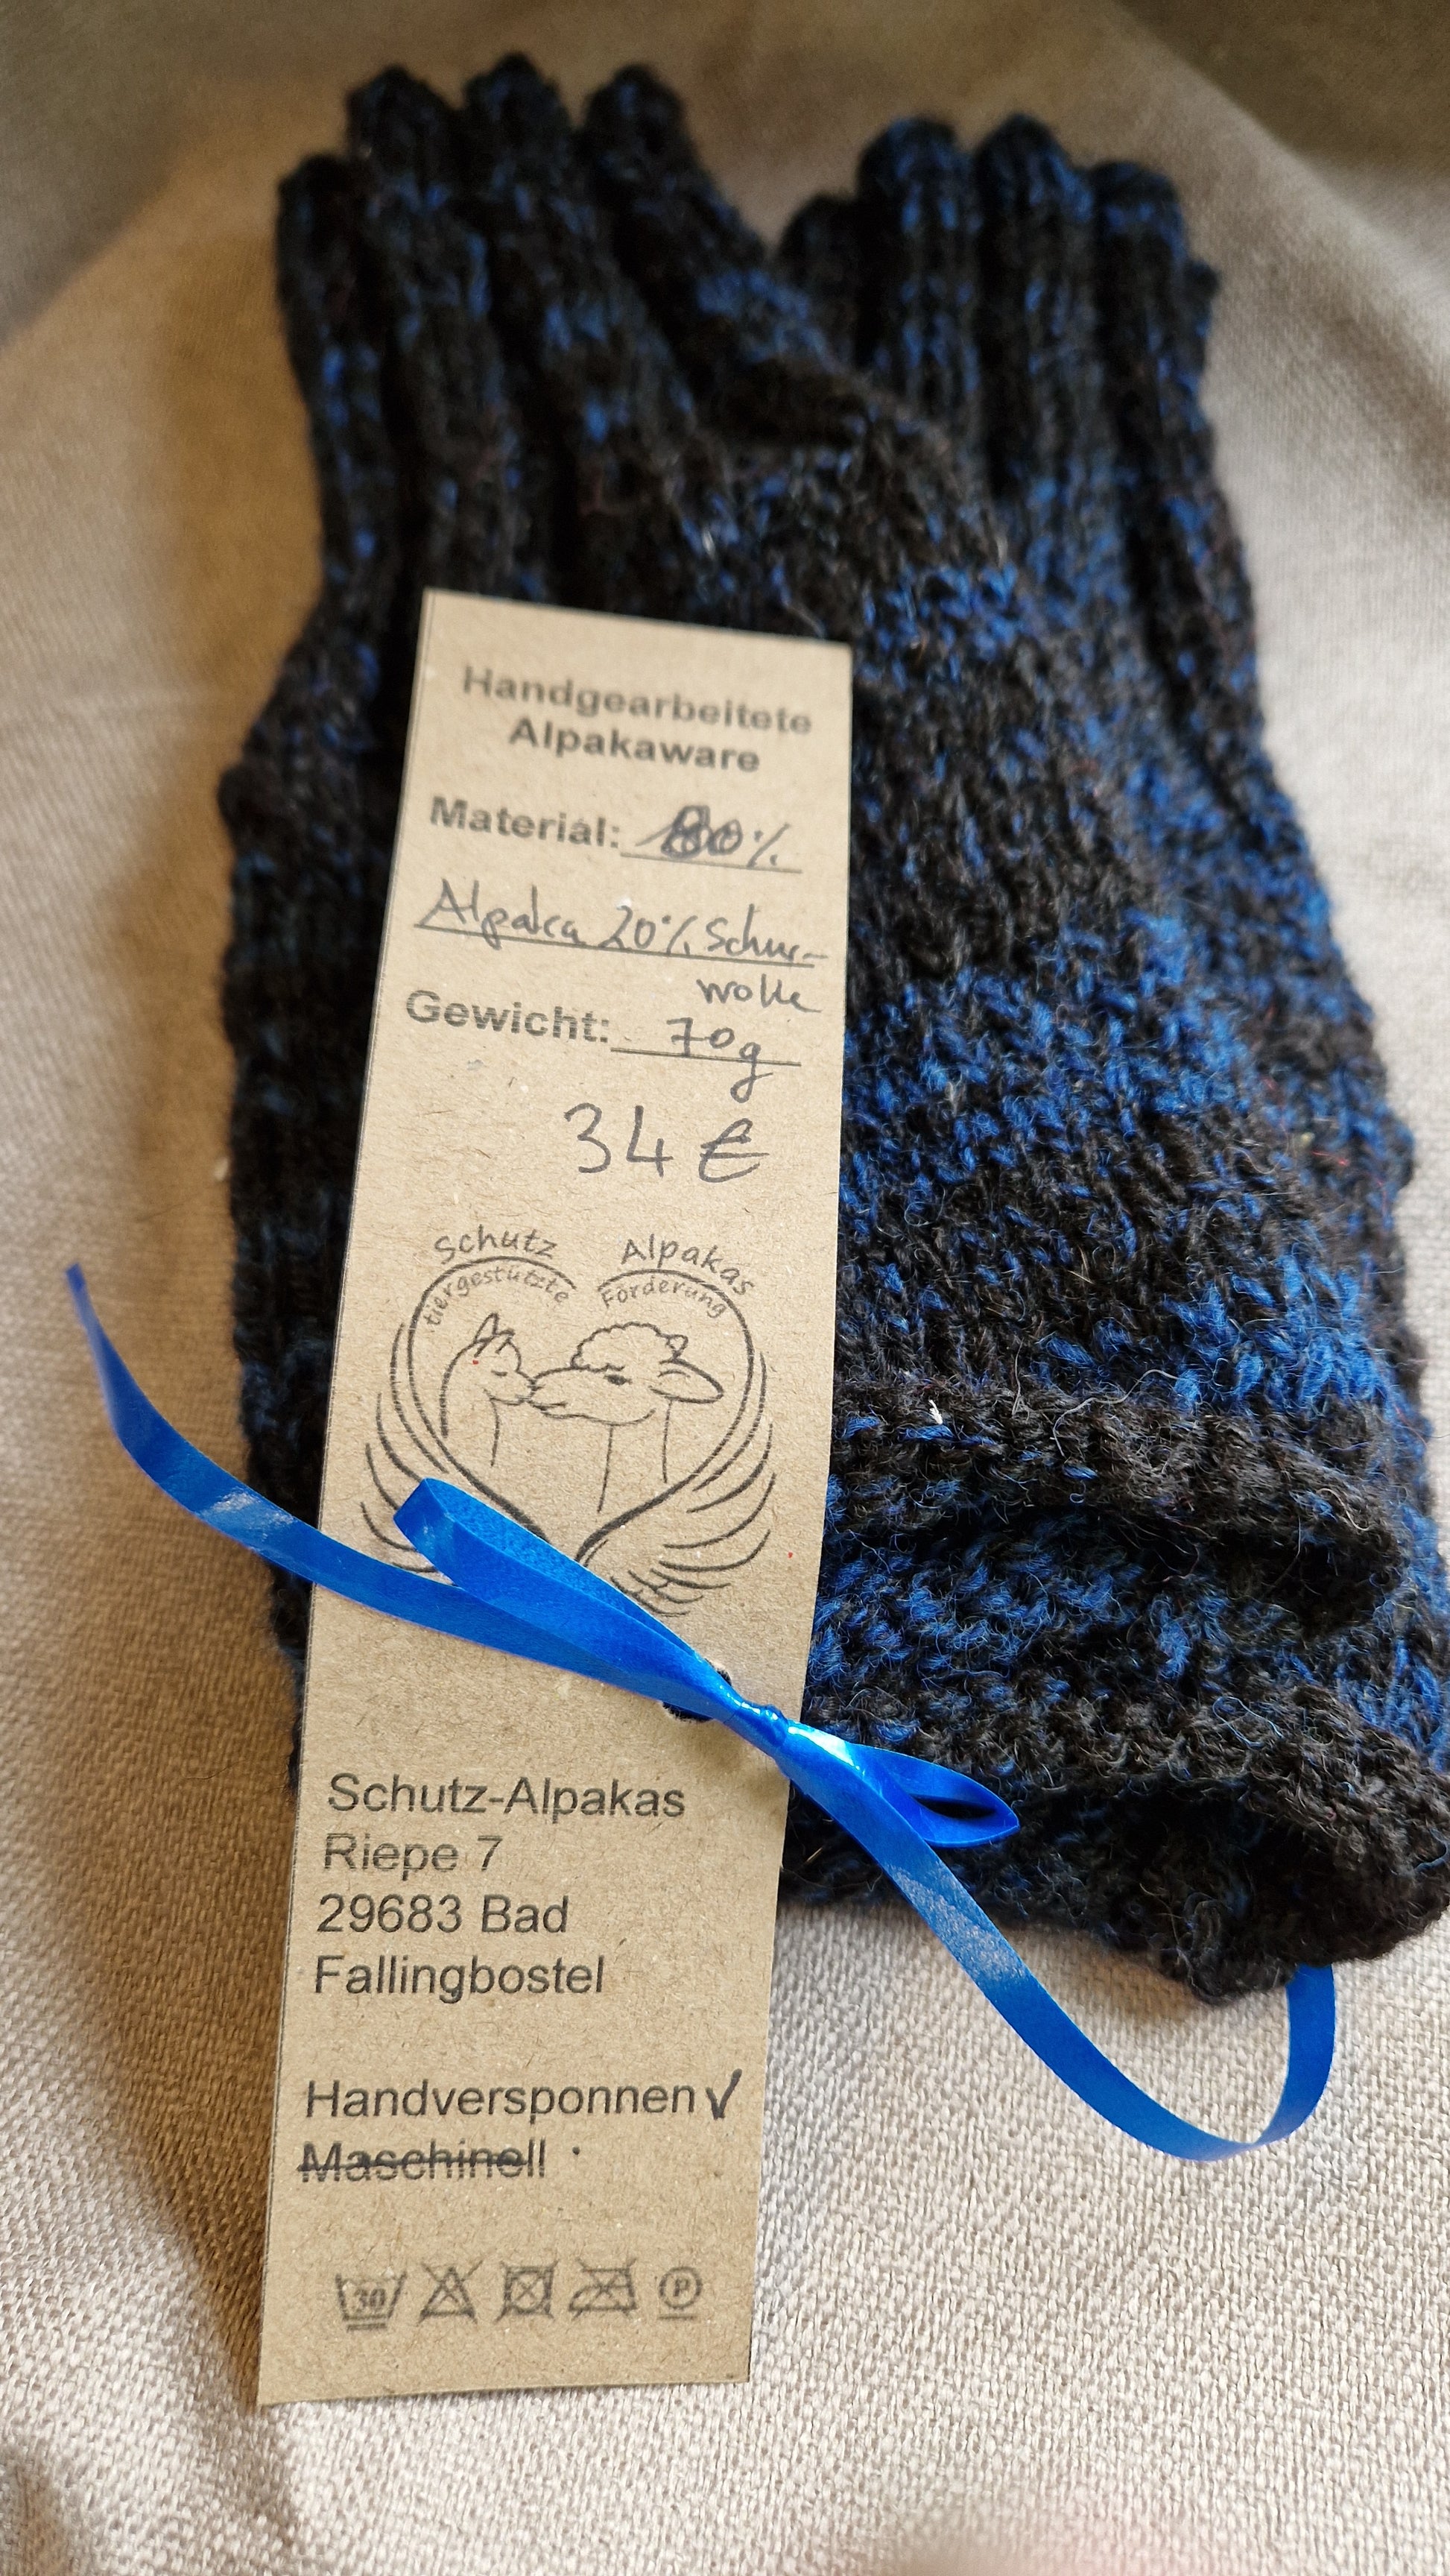 Handgearbeitete
Alpakaware
Material: 80%
Alpaka 20% Schur-
wolle
Gewicht: 70g
34 €
Schutz Alpakas
tiergestützte Förderung
Schutz-Alpakas
Riepe 7
29683 Bad
Fallingbostel
Handversponnen ✓
Maschinell
30 P